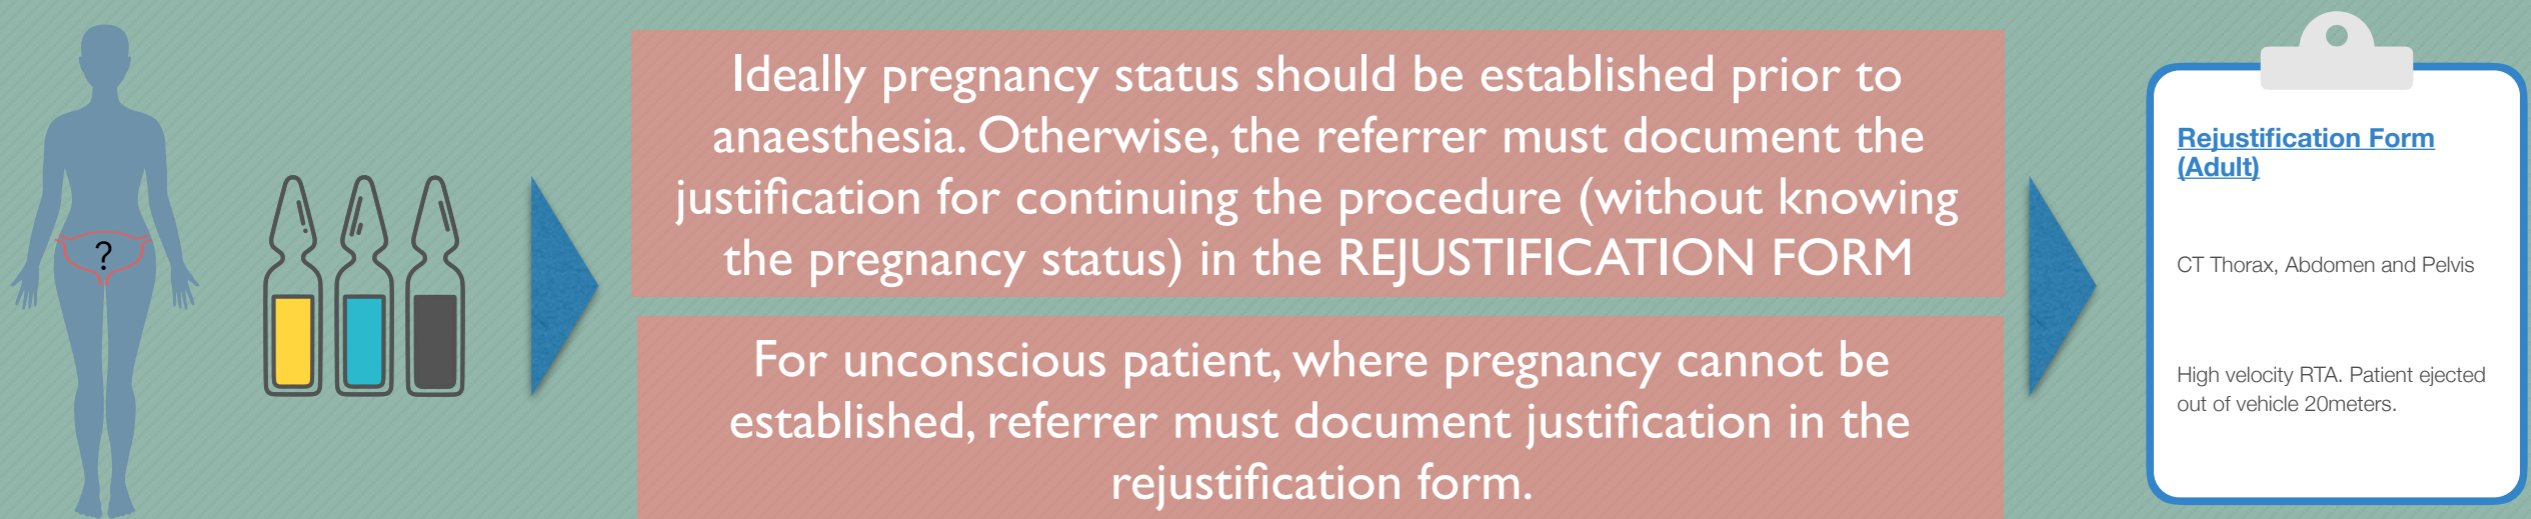 ?
Ideally pregnancy status should be established prior to
anaesthesia. Otherwise, the referrer must document the
justification for continuing the procedure (without knowing
the pregnancy status) in the REJUSTIFICATION FORM
For unconscious patient, where pregnancy cannot be
established, referrer must document justification in the
rejustification form.
Rejustification Form
(Adult)
CT Thorax, Abdomen and Pelvis
High velocity RTA. Patient ejected
out of vehicle 20meters.